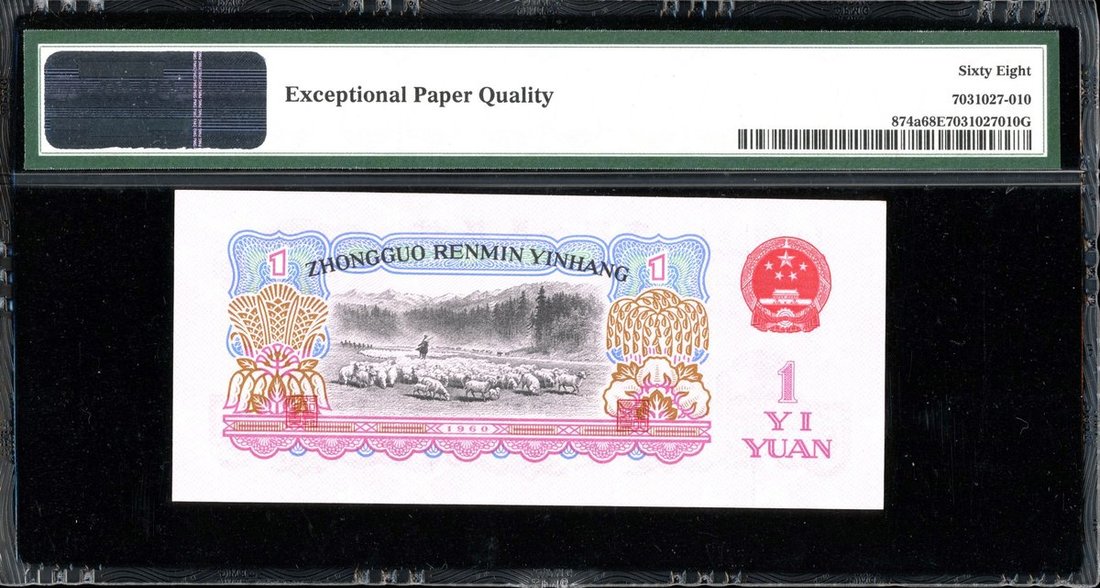 Exceptional Paper Quality
Sixty Eight
7031027-010
874a68E7031027010G
1 ZHONGGUO RENMIN YINHANG 1
1960
1
YI
YUAN